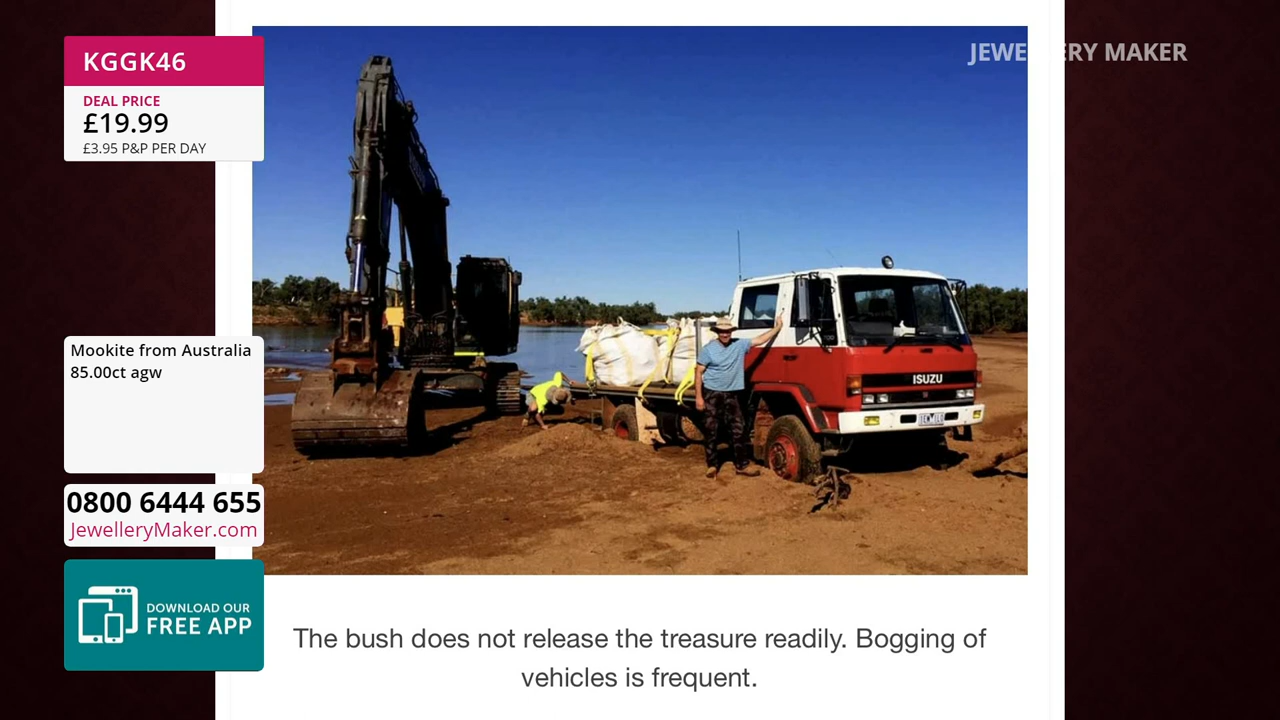 KGGK46
DEAL PRICE
£19.99
£3.95 P&P PER DAY
JEWELLERY MAKER
ISUZU
Mookite from Australia
85.00ct agw
0800 6444 655
JewelleryMaker.com
DOWNLOAD OUR
FREE APP
The bush does not release the treasure readily. Bogging of
vehicles is frequent.